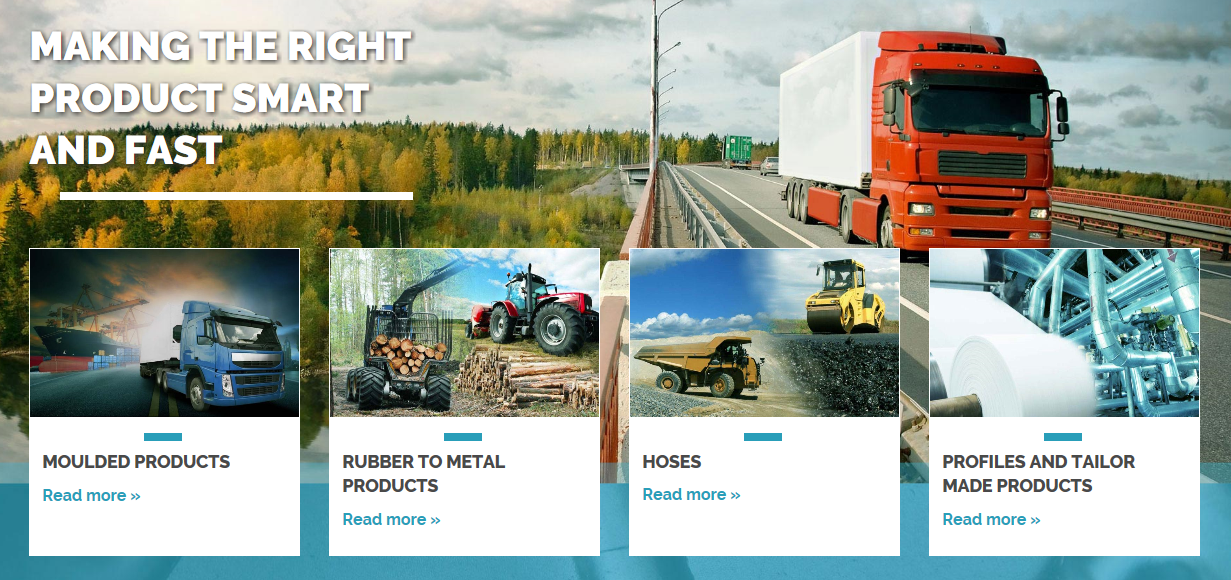 MAKING THE RIGHT
PRODUCT SMART
AND FAST
MOULDED PRODUCTS
Read more »
RUBBER TO METAL
PRODUCTS
Read more »
HOSES
Read more »
PROFILES AND TAILOR
MADE PRODUCTS
Read more »